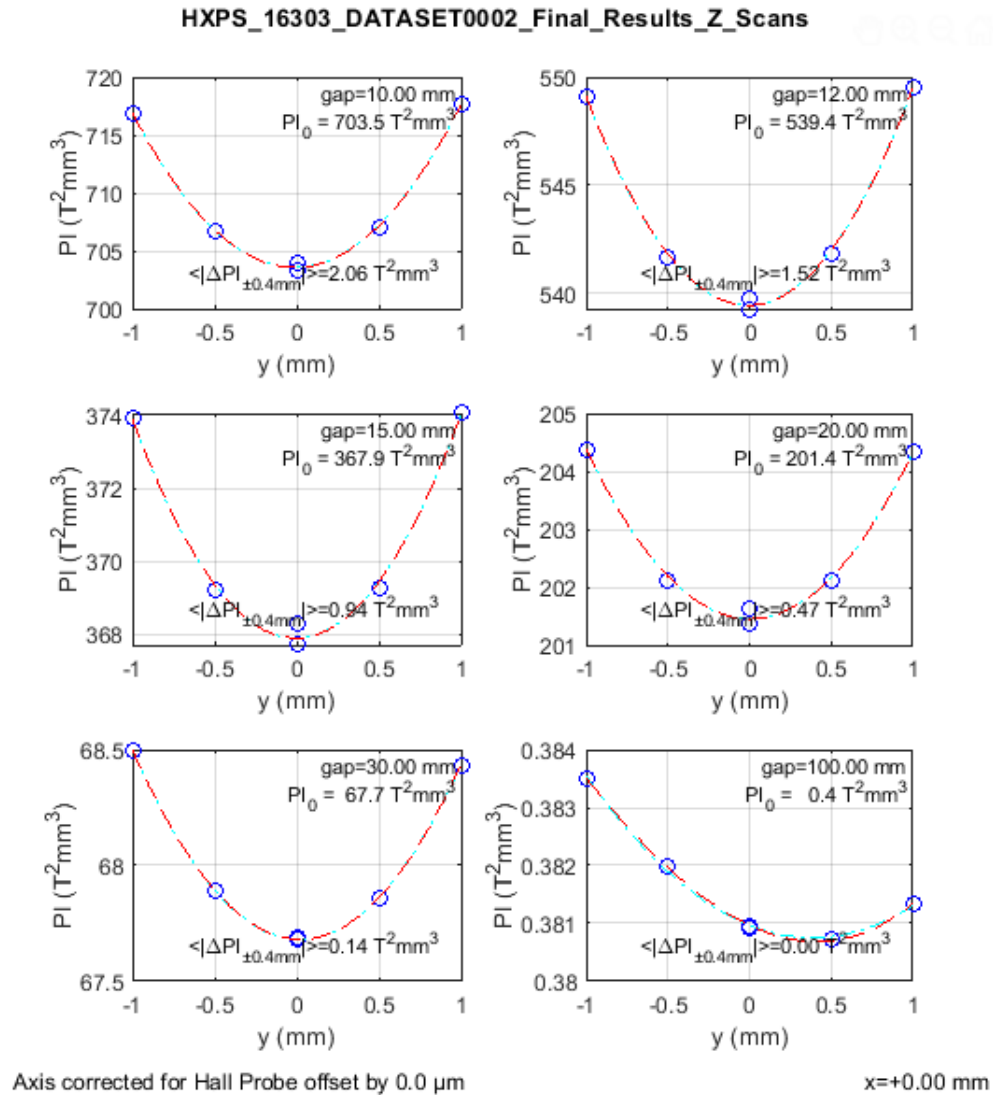 HXPS_16303_DATASET0002_Final_Results_Z_Scans
720
715
710
705
700
PI (T²mm³)
gap=10.00 mm
PI₀ = 703.5 T²mm³
<|ΔPI±0.4mm|>=2.06 T²mm³
-1 -0.5 0 0.5 1
y (mm)
550
545
540
PI (T²mm³)
gap=12.00 mm
PI₀ = 539.4 T²mm³
<|ΔPI±0.4mm|>=1.52 T²mm³
-1 -0.5 0 0.5 1
y (mm)
374
372
370
368
PI (T²mm³)
gap=15.00 mm
PI₀ = 367.9 T²mm³
<|ΔPI±0.4mm|>=0.94 T²mm³
-1 -0.5 0 0.5 1
y (mm)
205
204
203
202
201
PI (T²mm³)
gap=20.00 mm
PI₀ = 201.4 T²mm³
<|ΔPI±0.4mm|>=0.47 T²mm³
-1 -0.5 0 0.5 1
y (mm)
68.5
68
67.5
PI (T²mm³)
gap=30.00 mm
PI₀ = 67.7 T²mm³
<|ΔPI±0.4mm|>=0.14 T²mm³
-1 -0.5 0 0.5 1
y (mm)
0.384
0.383
0.382
0.381
0.38
PI (T²mm³)
gap=100.00 mm
PI₀ = 0.4 T²mm³
<|ΔPI±0.4mm|>=0.00 T²mm³
-1 -0.5 0 0.5 1
y (mm)
Axis corrected for Hall Probe offset by 0.0 µm
x=+0.00 mm